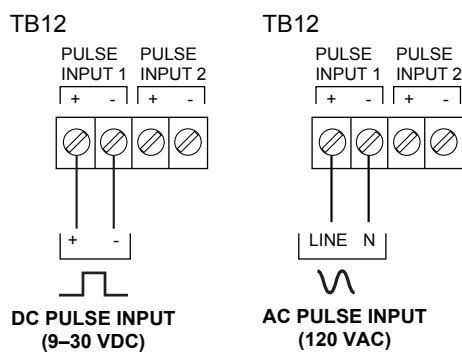 TB12
PULSE INPUT 1
PULSE INPUT 2
+ - + -
+ -
DC PULSE INPUT
(9–30 VDC)
TB12
PULSE INPUT 1
PULSE INPUT 2
+ - + -
LINE N
AC PULSE INPUT
(120 VAC)